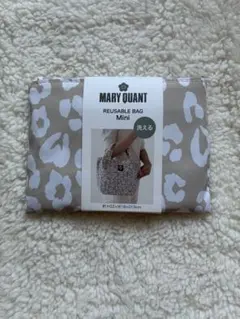 MARY QUANT
REUSABLE BAG
Mini
洗える